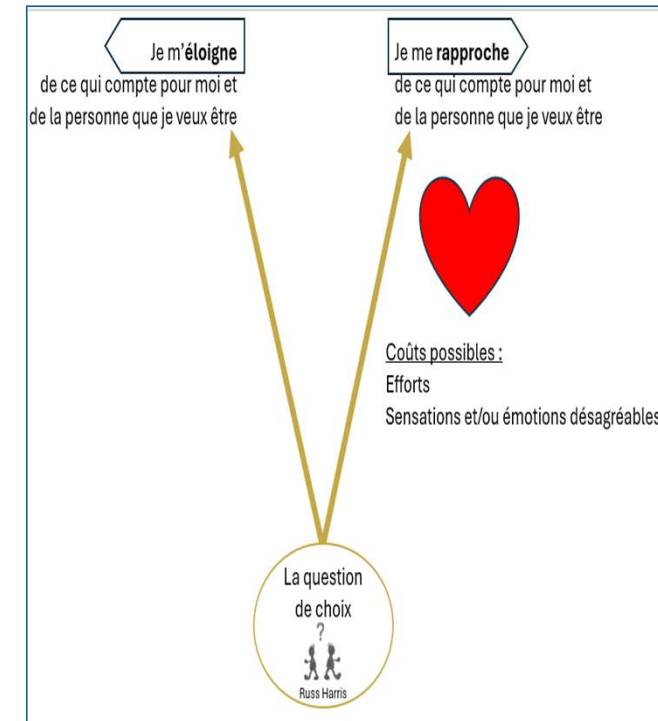 Je m'éloigne
de ce qui compte pour moi et
de la personne que je veux être
Je me rapproche
de ce qui compte pour moi et
de la personne que je veux être
Coûts possibles :
Efforts
Sensations et/ou émotions désagréables
La question
de choix
?
Russ Harris